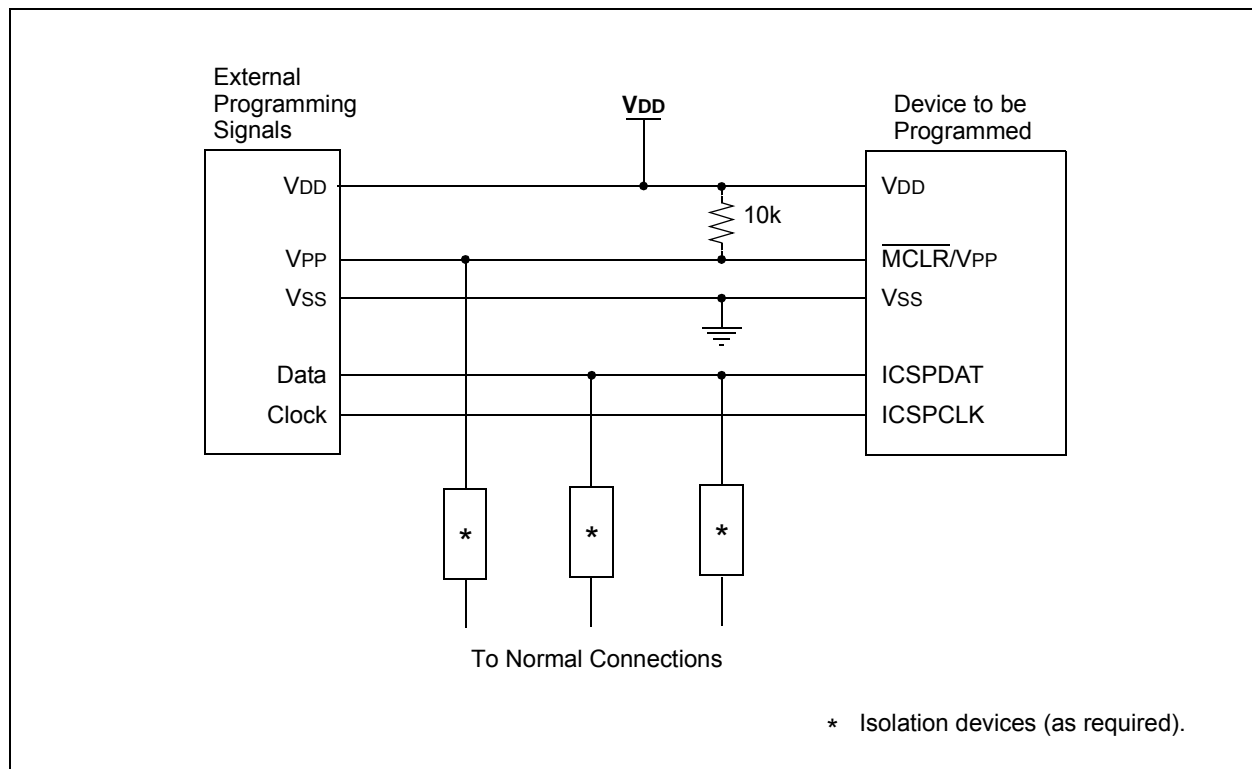 External
Programming
Signals
VDD
Device to be
Programmed
VDD
VDD
10k
VPP
MCLR/VPP
VSS
VSS
Data
ICSPDAT
Clock
ICSPCLK
*
*
*
To Normal Connections
* Isolation devices (as required).